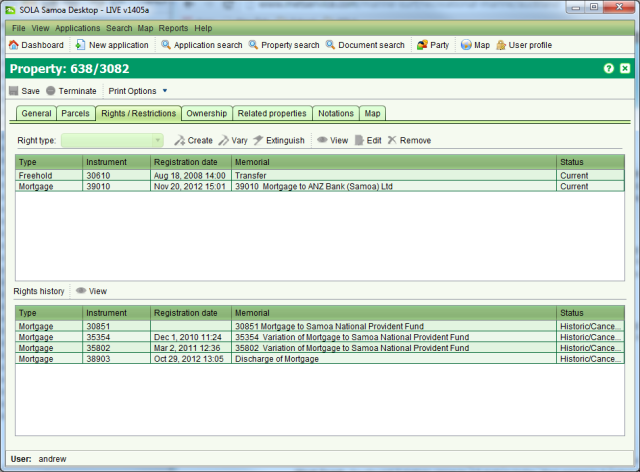 SOLA Samoa Desktop - LIVE v1405a
File View Applications Search Map Reports Help
Dashboard New application Application search Property search Document search Party Map User profile
Property: 638/3082
Save Terminate Print Options
General Parcels Rights / Restrictions Ownership Related properties Notations Map
Right type: Create Vary Extinguish View Edit Remove
Type Instrument Registration date Memorial Status
Freehold 30610 Aug 18, 2008 14:00 Transfer Current
Mortgage 39010 Nov 20, 2012 15:01 39010 Mortgage to ANZ Bank (Samoa) Ltd Current
Rights history View
Type Instrument Registration date Memorial Status
Mortgage 30851 30851 Mortgage to Samoa National Provident Fund Historic/Cance...
Mortgage 35354 Dec 1, 2010 11:24 35354 Variation of Mortgage to Samoa National Provident Fund Historic/Cance...
Mortgage 35802 Mar 2, 2011 12:36 35802 Variation of Mortgage to Samoa National Provident Fund Historic/Cance...
Mortgage 38903 Oct 29, 2012 13:05 Discharge of Mortgage Historic/Cance...
User: andrew